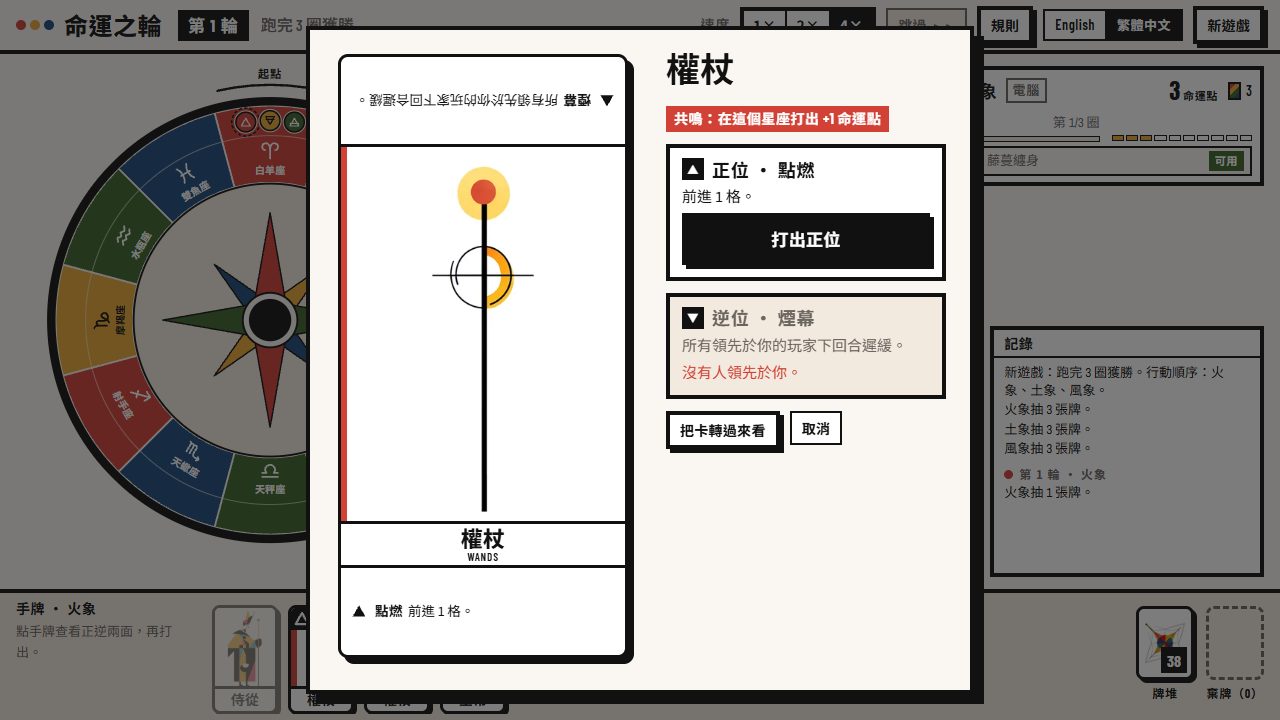 命運之輪
第 1 輪
跑完 3 圈獲勝
速度
1× 2× 4×
跳過
規則
English
繁體中文
新遊戲
起點
白羊座
雙魚座
水瓶座
摩羯座
射手座
天蠍座
天秤座
▼ 煙幕 所有領先於你的玩家下回合遲緩。
權杖
WANDS
▲ 點燃 前進 1 格。
權杖
共鳴：在這個星座打出 +1 命運點
▲ 正位 · 點燃
前進 1 格。
打出正位
▼ 逆位 · 煙幕
所有領先於你的玩家下回合遲緩。
沒有人領先於你。
把卡轉過來看
取消
象
電腦
3 命運點
3
第 1/3 圈
藤蔓纏身
可用
記錄
新遊戲：跑完 3 圈獲勝。行動順序：火
象、土象、風象。
火象抽 3 張牌。
土象抽 3 張牌。
風象抽 3 張牌。
第 1 輪 · 火象
火象抽 1 張牌。
手牌 · 火象
點手牌查看正逆兩面，再打
出。
侍從
38
牌堆
棄牌（0）